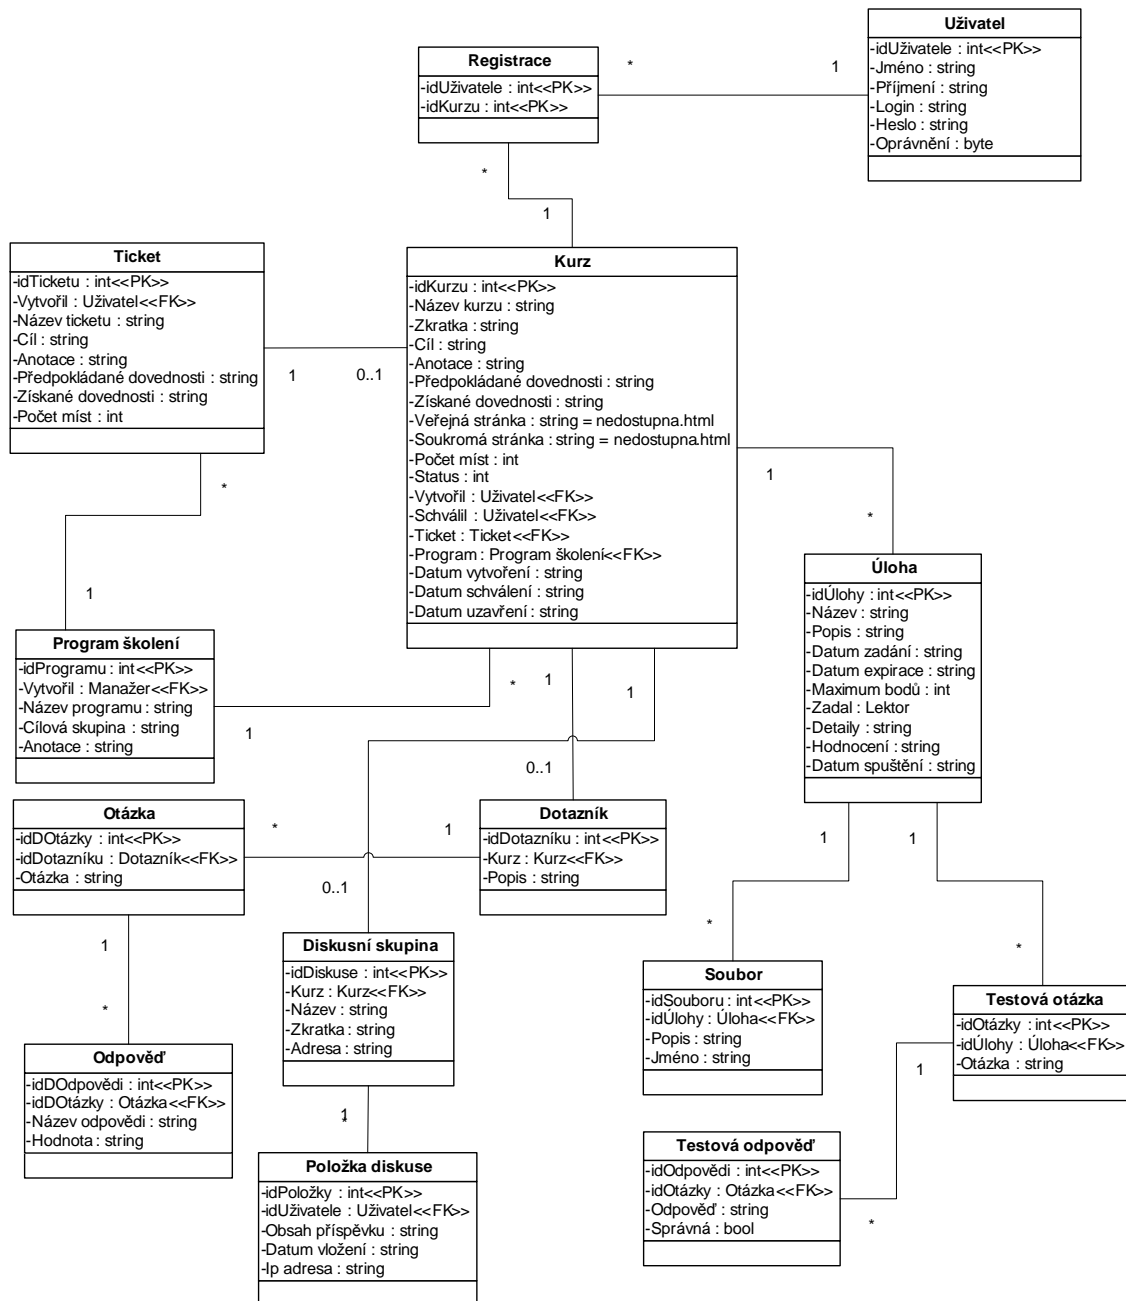 Uživatel
-idUživatele : int<<PK>>
-Jméno : string
-Příjmení : string
-Login : string
-Heslo : string
-Oprávnění : byte
Registrace
-idUživatele : int<<PK>>
-idKurzu : int<<PK>>
*
1
*
1
Ticket
-idTicketu : int<<PK>>
-Vytvořil : Uživatel<<FK>>
-Název ticketu : string
-Cíl : string
-Anotace : string
-Předpokládané dovednosti : string
-Získané dovednosti : string
-Počet míst : int
Kurz
-idKurzu : int<<PK>>
-Název kurzu : string
-Zkratka : string
-Cíl : string
-Anotace : string
-Předpokládané dovednosti : string
-Získané dovednosti : string
-Veřejná stránka : string = nedostupna.html
-Soukromá stránka : string = nedostupna.html
-Počet míst : int
-Status : int
-Vytvořil : Uživatel<<FK>>
-Schválil : Uživatel<<FK>>
-Ticket : Ticket<<FK>>
-Program : Program školení<<FK>>
-Datum vytvoření : string
-Datum schválení : string
-Datum uzavření : string
1
0..1
*
1
1
*
Úloha
-idÚlohy : int<<PK>>
-Název : string
-Popis : string
-Datum zadání : string
-Datum expirace : string
-Maximum bodů : int
-Zadal : Lektor
-Detaily : string
-Hodnocení : string
-Datum spuštění : string
Program školení
-idProgramu : int<<PK>>
-Vytvořil : Manažer<<FK>>
-Název programu : string
-Cílová skupina : string
-Anotace : string
*
1
1
1
0..1
Otázka
-idDOtázky : int<<PK>>
-idDotazníku : Dotazník<<FK>>
-Otázka : string
*
1
Dotazník
-idDotazníku : int<<PK>>
-Kurz : Kurz<<FK>>
-Popis : string
1
1
0..1
1
*
*
*
Diskusní skupina
-idDiskuse : int<<PK>>
-Kurz : Kurz<<FK>>
-Název : string
-Zkratka : string
-Adresa : string
Soubor
-idSouboru : int<<PK>>
-idÚlohy : Úloha<<FK>>
-Popis : string
-Jméno : string
Testová otázka
-idOtázky : int<<PK>>
-idÚlohy : Úloha<<FK>>
-Otázka : string
Odpověď
-idDOdpovědi : int<<PK>>
-idDOtázky : Otázka<<FK>>
-Název odpovědi : string
-Hodnota : string
1
*
1
*
Testová odpověď
-idOdpovědi : int<<PK>>
-idOtázky : Otázka<<FK>>
-Odpověď : string
-Správná : bool
Položka diskuse
-idPoložky : int<<PK>>
-idUživatele : Uživatel<<FK>>
-Obsah příspěvku : string
-Datum vložení : string
-Ip adresa : string